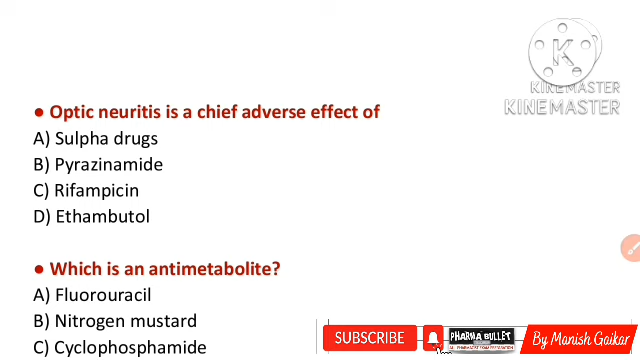 KINEMASTER
KINEMASTER
● Optic neuritis is a chief adverse effect of
A) Sulpha drugs
B) Pyrazinamide
C) Rifampicin
D) Ethambutol
● Which is an antimetabolite?
A) Fluorouracil
B) Nitrogen mustard
C) Cyclophosphamide
SUBSCRIBE
PHARMA BULLET
By Manish Gaikar